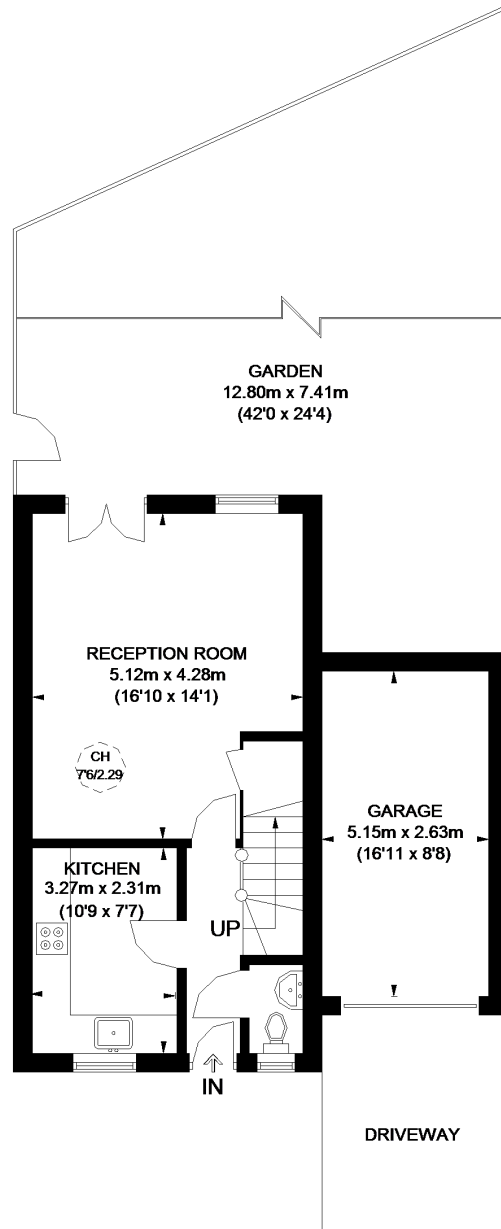 GARDEN
12.80m x 7.41m
(42'0 x 24'4)
RECEPTION ROOM
5.12m x 4.28m
(16'10 x 14'1)
CH
7'6/2.29
GARAGE
5.15m x 2.63m
(16'11 x 8'8)
KITCHEN
3.27m x 2.31m
(10'9 x 7'7)
UP
IN
DRIVEWAY